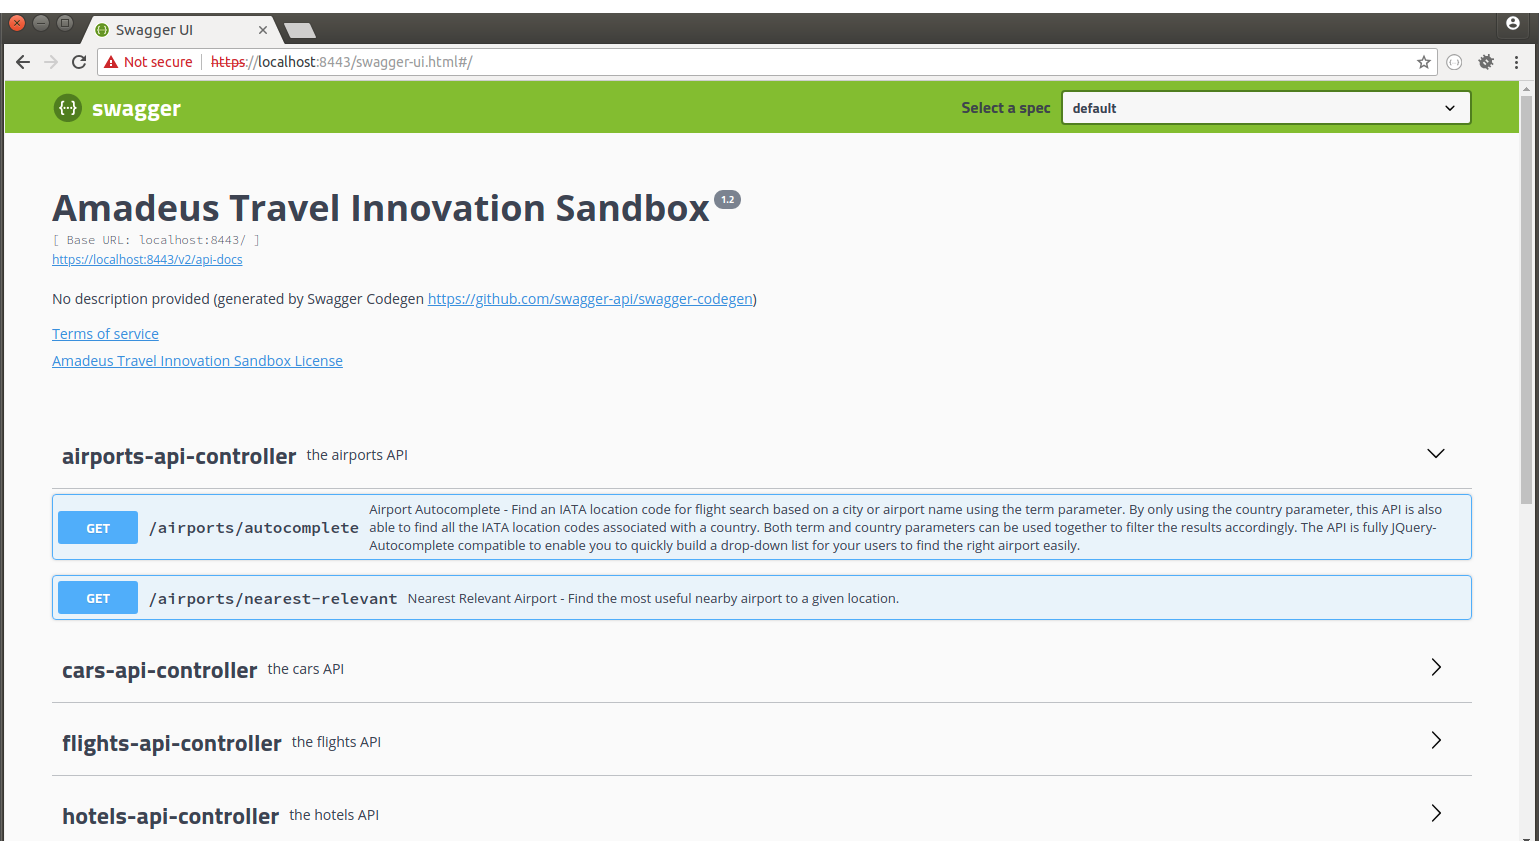 Swagger UI
Not secure https://localhost:8443/swagger-ui.html#/
swagger
Select a spec
default
Amadeus Travel Innovation Sandbox 1.2
[ Base URL: localhost:8443/ ]
https://localhost:8443/v2/api-docs
No description provided (generated by Swagger Codegen https://github.com/swagger-api/swagger-codegen)
Terms of service
Amadeus Travel Innovation Sandbox License
airports-api-controller the airports API
GET /airports/autocomplete
Airport Autocomplete - Find an IATA location code for flight search based on a city or airport name using the term parameter. By only using the country parameter, this API is also
able to find all the IATA location codes associated with a country. Both term and country parameters can be used together to filter the results accordingly. The API is fully JQuery-
Autocomplete compatible to enable you to quickly build a drop-down list for your users to find the right airport easily.
GET /airports/nearest-relevant Nearest Relevant Airport - Find the most useful nearby airport to a given location.
cars-api-controller the cars API
flights-api-controller the flights API
hotels-api-controller the hotels API